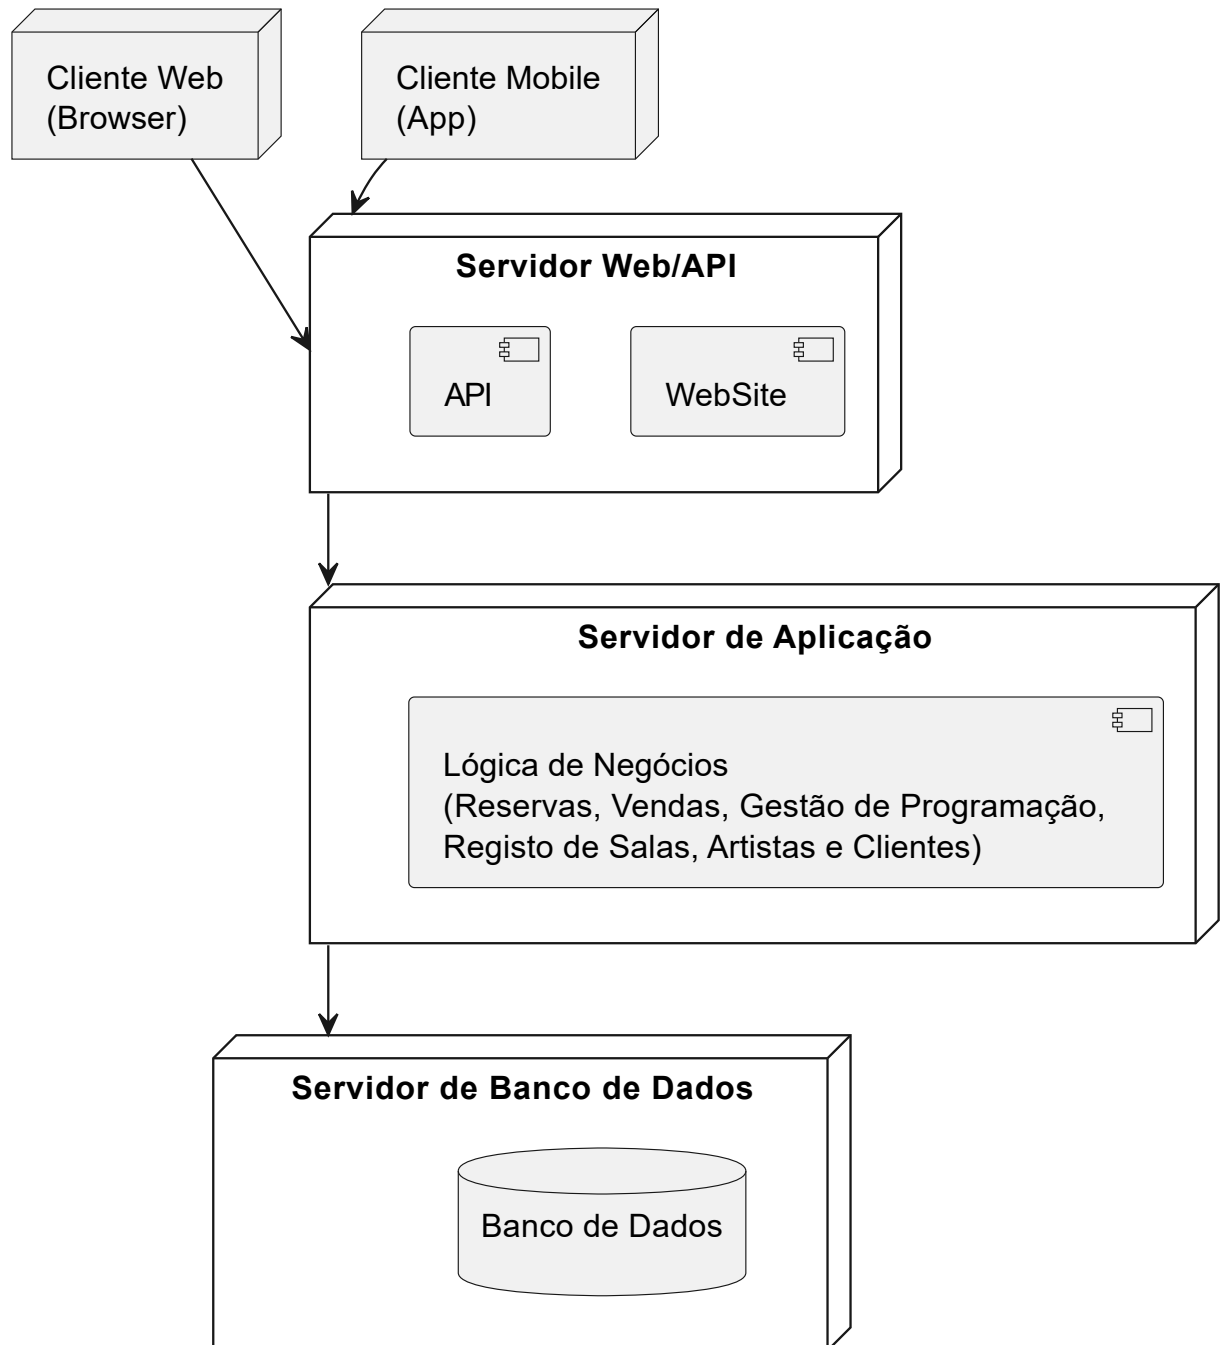 Cliente Web
(Browser)
Cliente Mobile
(App)
Servidor Web/API
API
WebSite
Servidor de Aplicação
Lógica de Negócios
(Reservas, Vendas, Gestão de Programação,
Registo de Salas, Artistas e Clientes)
Servidor de Banco de Dados
Banco de Dados